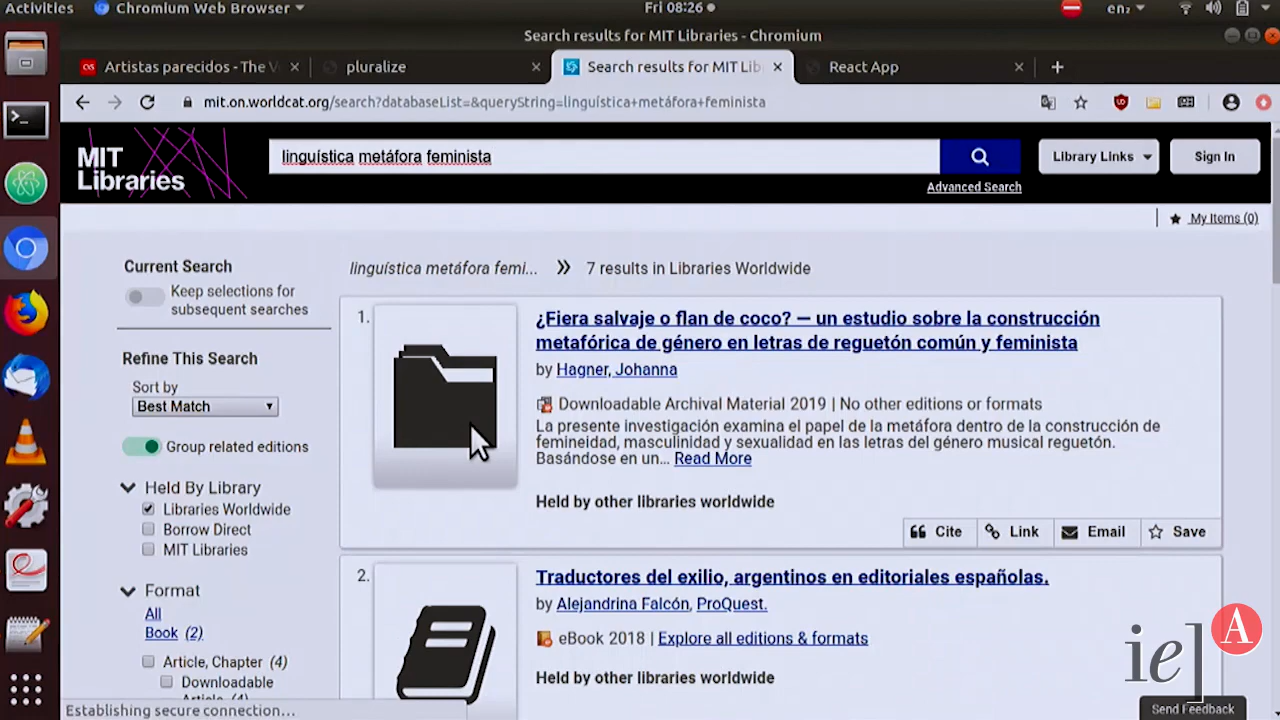 Activities
Chromium Web Browser
Fri 08:26
en₂
Search results for MIT Libraries - Chromium
Artistas parecidos - The V
pluralize
Search results for MIT Lib
React App
mit.on.worldcat.org/search?databaseList=&queryString=linguística+metáfora+feminista
MIT
Libraries
linguística metáfora feminista
Library Links
Sign In
Advanced Search
My Items (0)
Current Search
Keep selections for
subsequent searches
Refine This Search
Sort by
Best Match
Group related editions
Held By Library
Libraries Worldwide
Borrow Direct
MIT Libraries
Format
All
Book (2)
Article, Chapter (4)
Downloadable
Article (4)
linguística metáfora femi... » 7 results in Libraries Worldwide
1.
¿Fiera salvaje o flan de coco? — un estudio sobre la construcción
metafórica de género en letras de reguetón común y feminista
by Hagner, Johanna
Downloadable Archival Material 2019 | No other editions or formats
La presente investigación examina el papel de la metáfora dentro de la construcción de
femineidad, masculinidad y sexualidad en las letras del género musical reguetón.
Basándose en un... Read More
Held by other libraries worldwide
Cite
Link
Email
Save
2.
Traductores del exilio, argentinos en editoriales españolas.
by Alejandrina Falcón, ProQuest.
eBook 2018 | Explore all editions & formats
Held by other libraries worldwide
Establishing secure connection...
ie] A
Send Feedback